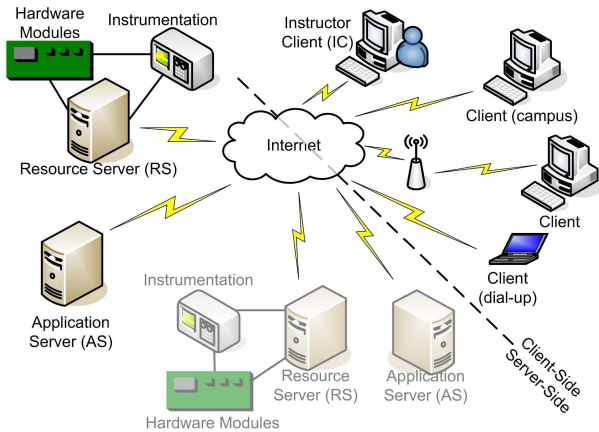 Hardware
Modules
Instrumentation
Instructor
Client (IC)
Client (campus)
Internet
Resource Server (RS)
Client
Application
Server (AS)
Instrumentation
Client
(dial-up)
Resource
Server (RS)
Application
Server (AS)
Hardware Modules
Client-Side
Server-Side